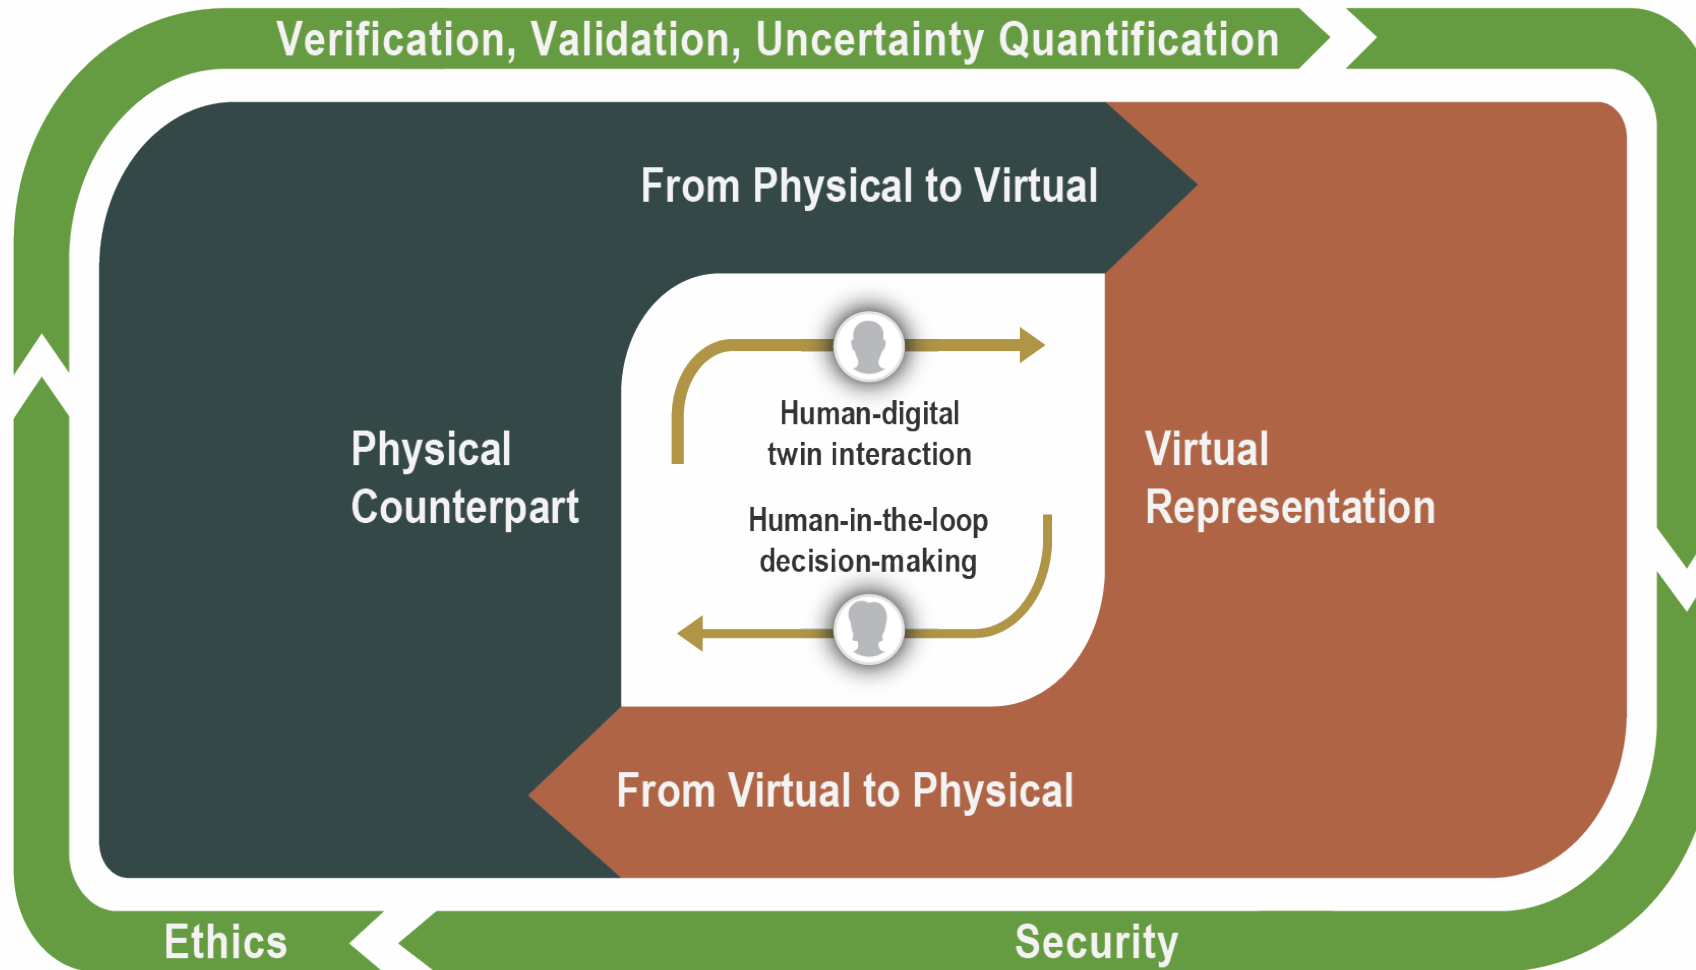 Verification, Validation, Uncertainty Quantification
From Physical to Virtual
Physical
Counterpart
Human-digital
twin interaction
Human-in-the-loop
decision-making
Virtual
Representation
From Virtual to Physical
Ethics
Security